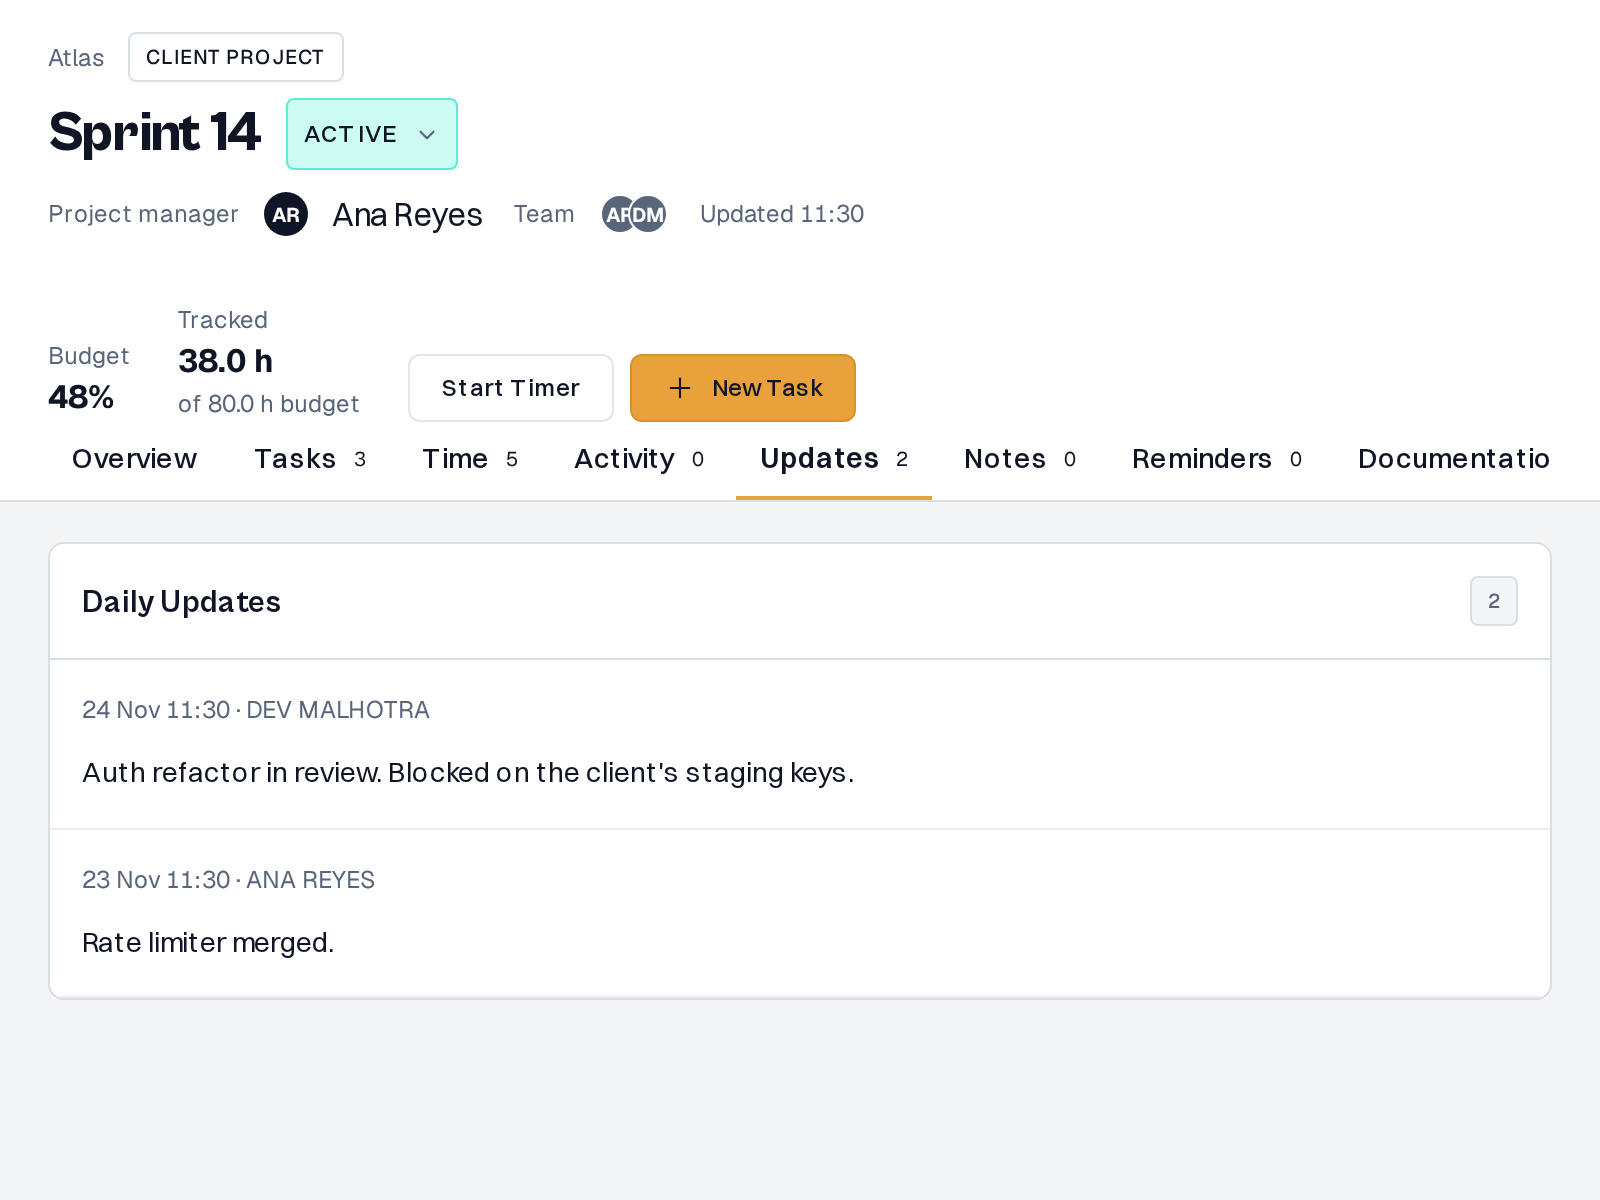 Atlas CLIENT PROJECT
Sprint 14 ACTIVE
Project manager AR Ana Reyes Team AR DM Updated 11:30
Tracked
Budget 38.0 h
48% of 80.0 h budget
Start Timer + New Task
Overview Tasks 3 Time 5 Activity 0 Updates 2 Notes 0 Reminders 0 Documentatio
Daily Updates 2
24 Nov 11:30 · DEV MALHOTRA
Auth refactor in review. Blocked on the client's staging keys.
23 Nov 11:30 · ANA REYES
Rate limiter merged.